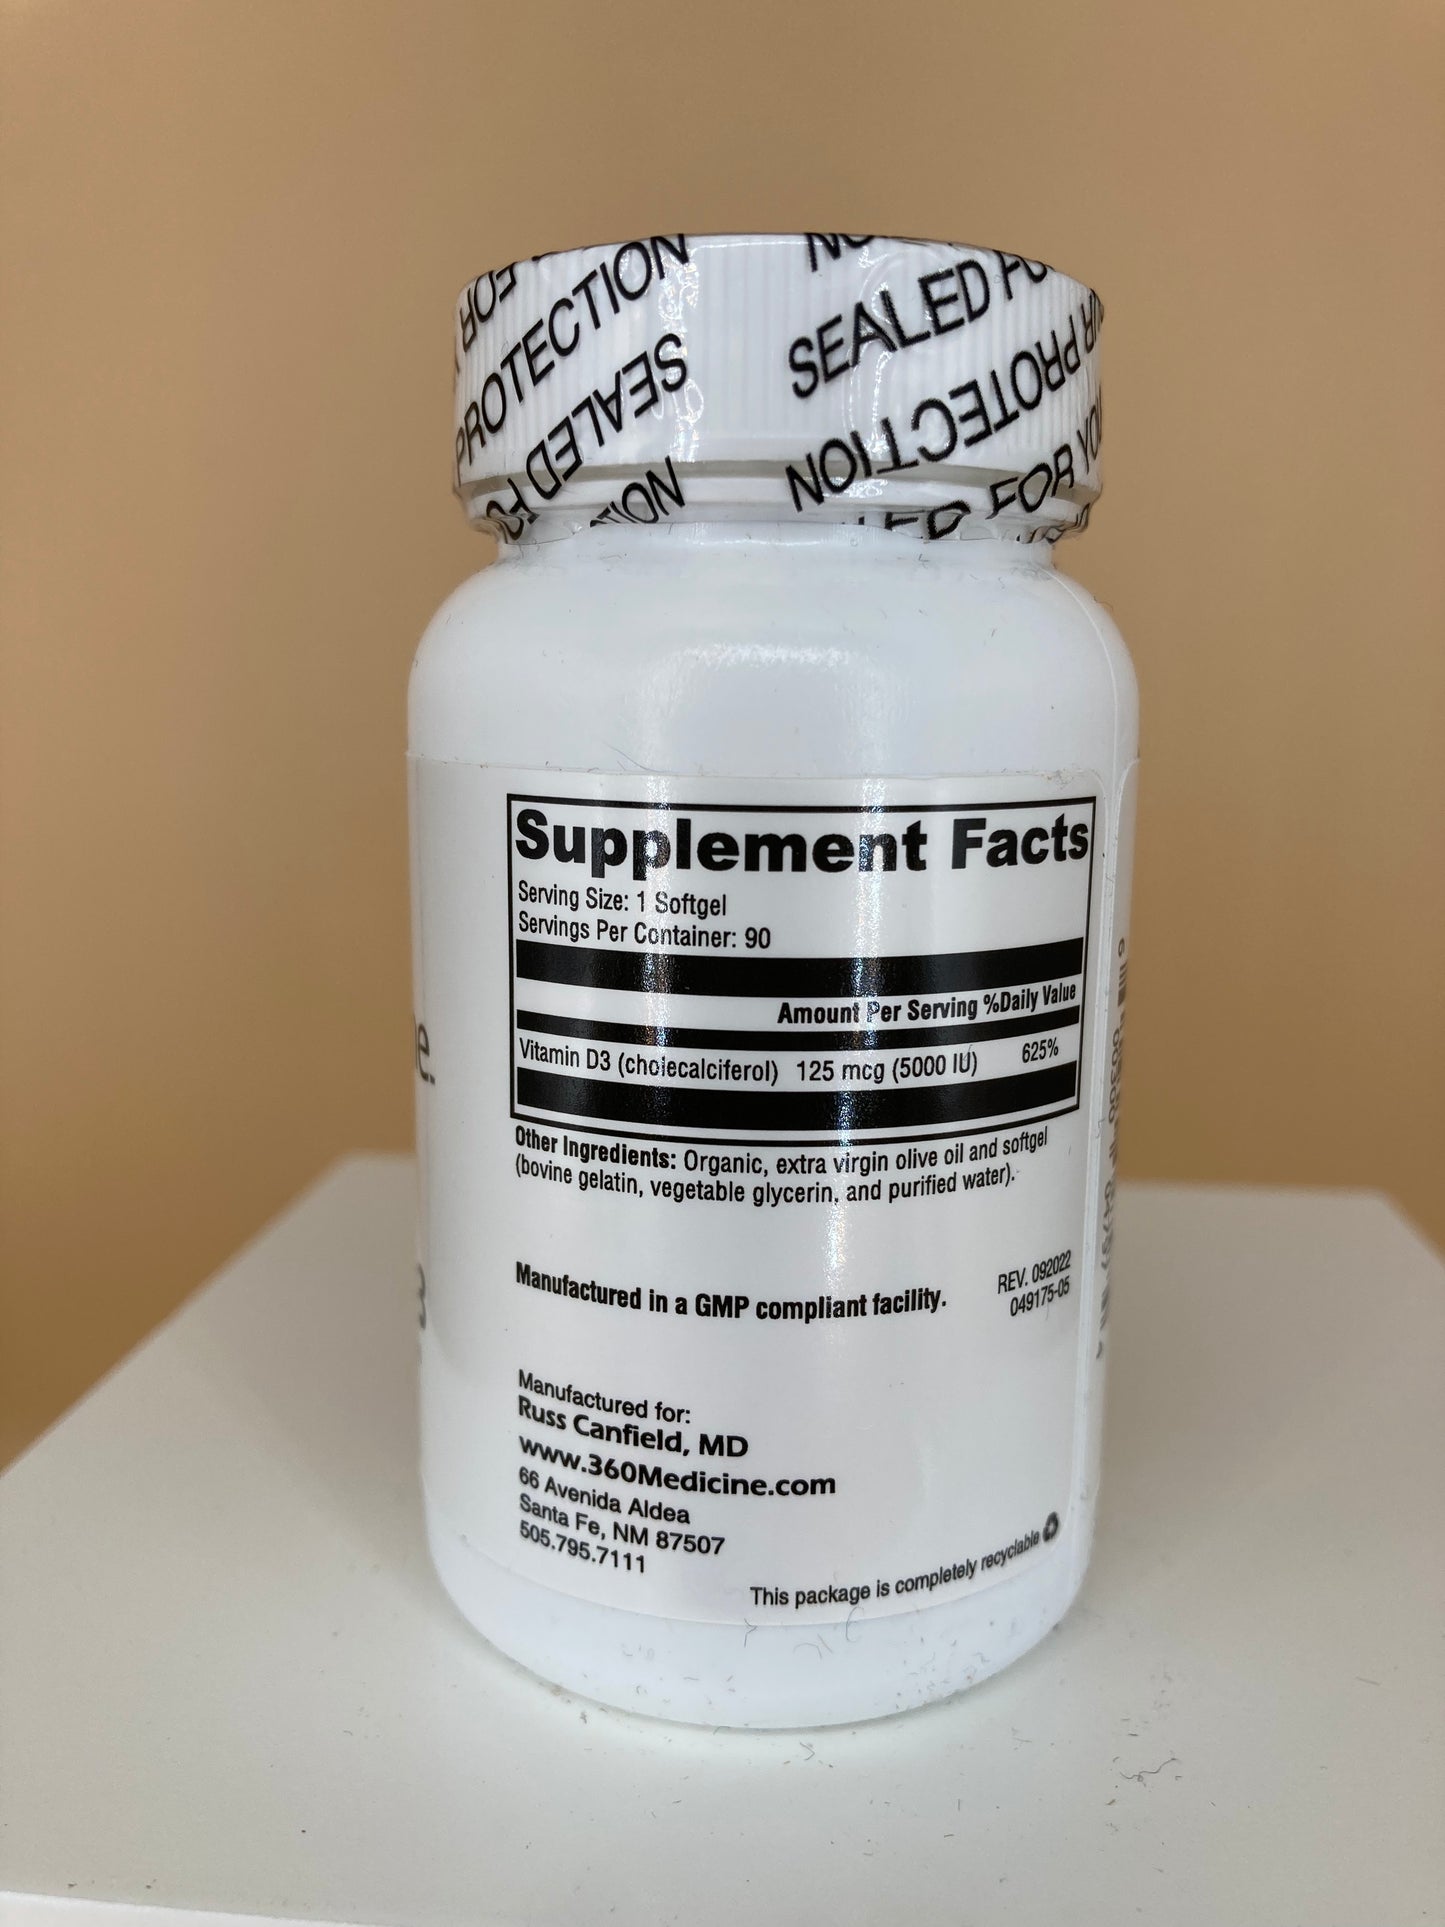 FOR
PROTECTION
SEALED FO
SEALED
PROTECTION
FOR YO
Supplement Facts
Serving Size: 1 Softgel
Servings Per Container: 90
Amount Per Serving %Daily Value
Vitamin D3 (cholecalciferol) 125 mcg (5000 IU) 625%
Other Ingredients: Organic, extra virgin olive oil and softgel
(bovine gelatin, vegetable glycerin, and purified water).
Manufactured in a GMP compliant facility.
REV. 092022
049175-05
Manufactured for:
Russ Canfield, MD
www.360Medicine.com
66 Avenida Aldea
Santa Fe, NM 87507
505.795.7111
This package is completely recyclable